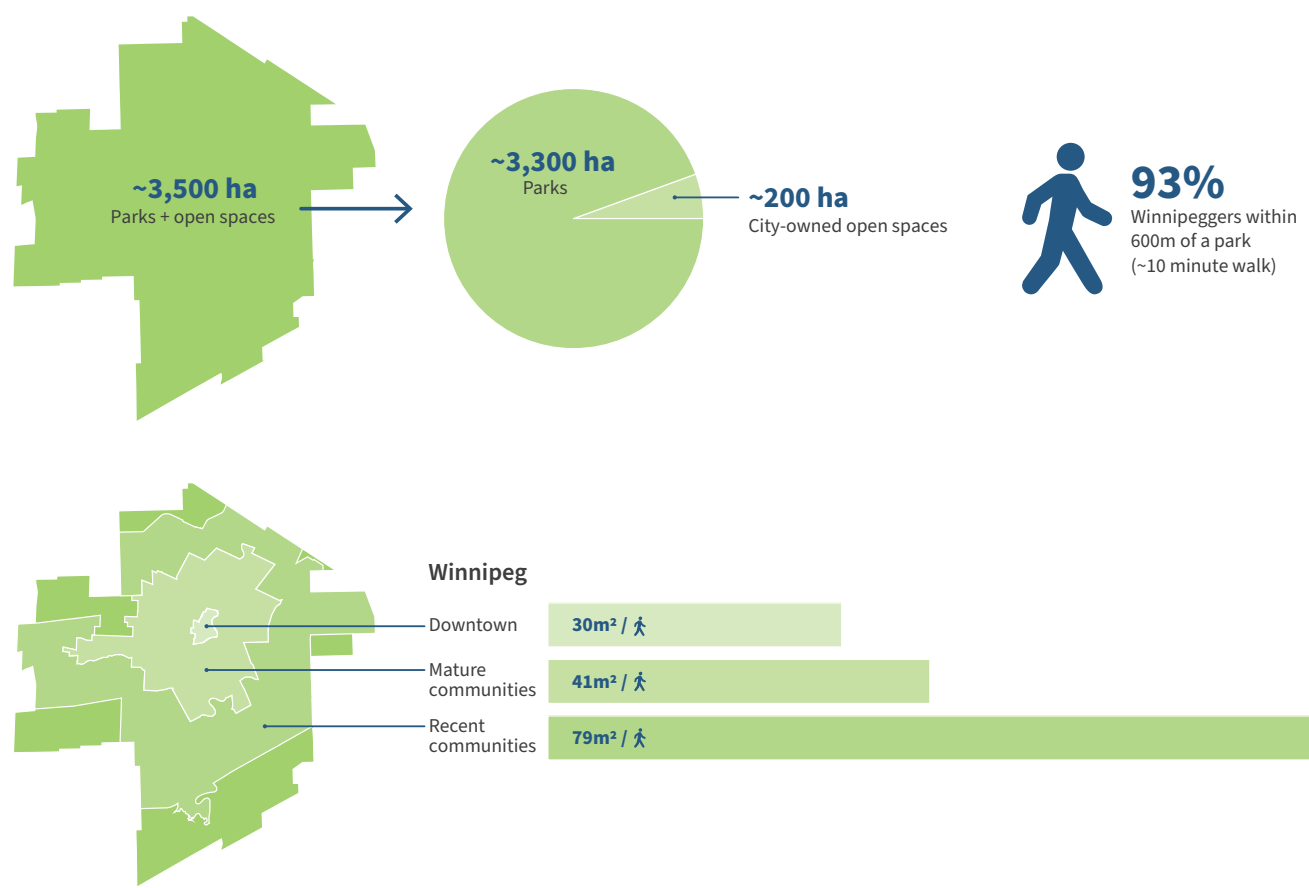 ~3,500 ha
Parks + open spaces
~3,300 ha
Parks
~200 ha
City-owned open spaces
93%
Winnipeggers within
600m of a park
(~10 minute walk)
Winnipeg
Downtown
30m² /
Mature
communities
41m² /
Recent
communities
79m² /